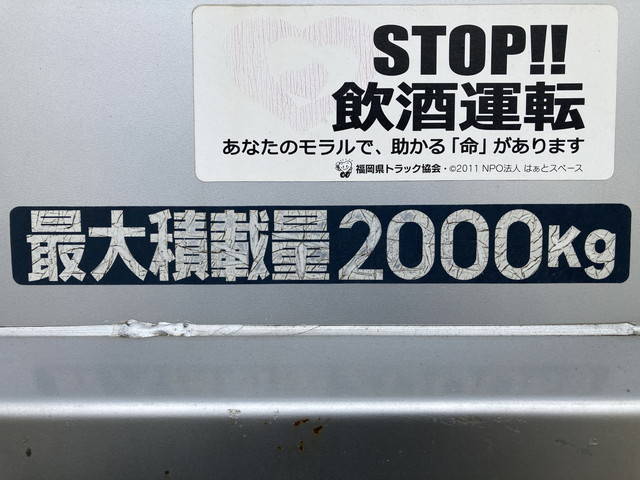 STOP!!
飲酒運転
あなたのモラルで、助かる「命」があります
福岡県トラック協会・©2011 NPO法人 はぁとスペース
最大積載量2000kg